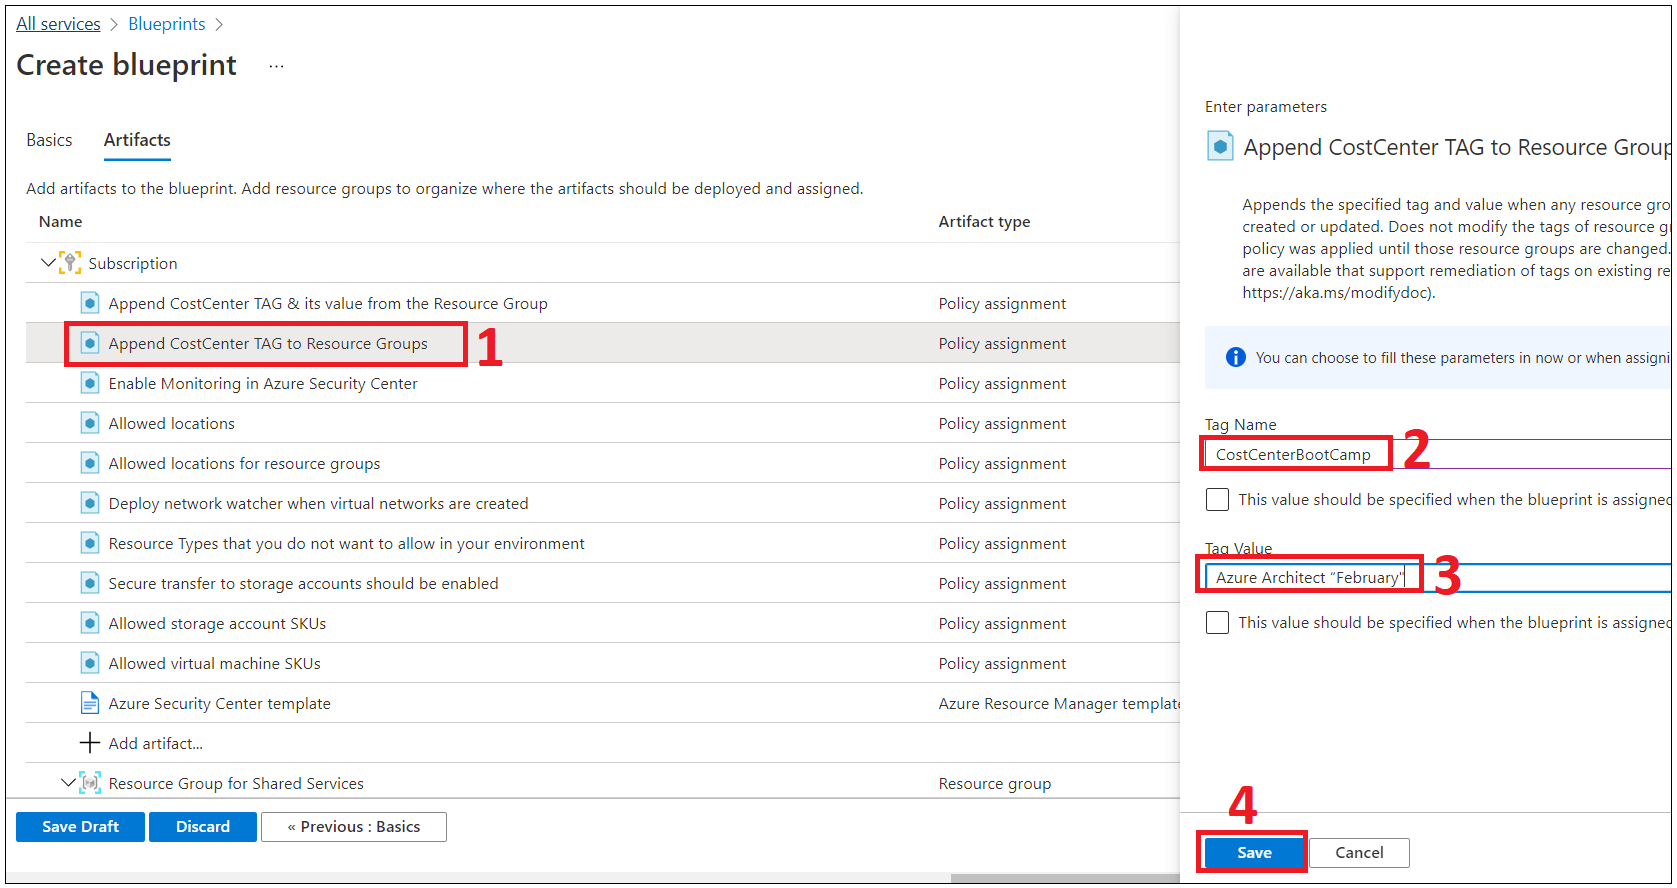 All services > Blueprints >
Create blueprint ...
Basics Artifacts
Add artifacts to the blueprint. Add resource groups to organize where the artifacts should be deployed and assigned.
Name Artifact type
Subscription
Append CostCenter TAG & its value from the Resource Group Policy assignment
Append CostCenter TAG to Resource Groups 1 Policy assignment
Enable Monitoring in Azure Security Center Policy assignment
Allowed locations Policy assignment
Allowed locations for resource groups Policy assignment
Deploy network watcher when virtual networks are created Policy assignment
Resource Types that you do not want to allow in your environment Policy assignment
Secure transfer to storage accounts should be enabled Policy assignment
Allowed storage account SKUs Policy assignment
Allowed virtual machine SKUs Policy assignment
Azure Security Center template Azure Resource Manager template
Add artifact...
Resource Group for Shared Services Resource group
Save Draft Discard « Previous : Basics
Enter parameters
Append CostCenter TAG to Resource Group
Appends the specified tag and value when any resource gro
created or updated. Does not modify the tags of resource g
policy was applied until those resource groups are changed.
are available that support remediation of tags on existing re
https://aka.ms/modifydoc).
You can choose to fill these parameters in now or when assigni
Tag Name
CostCenterBootCamp 2
This value should be specified when the blueprint is assigned
Tag Value
Azure Architect “February" 3
This value should be specified when the blueprint is assigned
4
Save Cancel